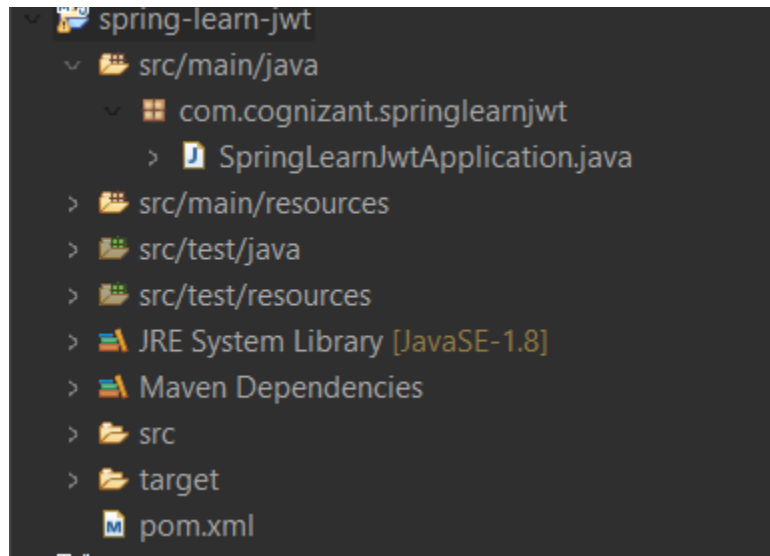 spring-learn-jwt
src/main/java
com.cognizant.springlearnjwt
SpringLearnJwtApplication.java
src/main/resources
src/test/java
src/test/resources
JRE System Library [JavaSE-1.8]
Maven Dependencies
src
target
pom.xml